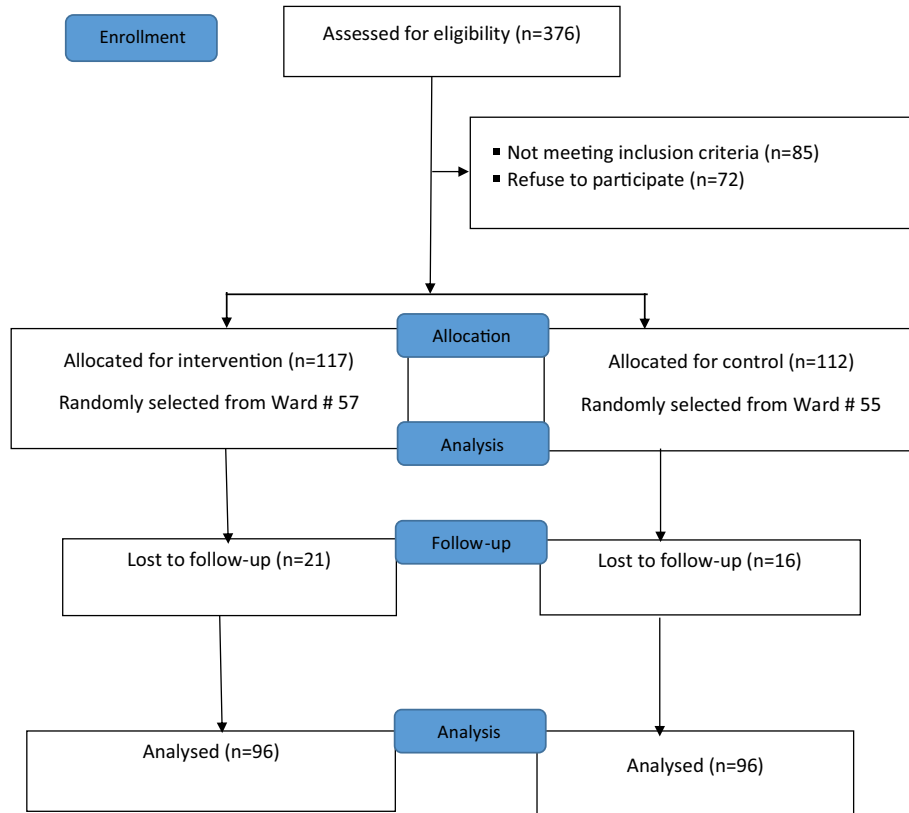 Enrollment
Assessed for eligibility (n=376)
▪ Not meeting inclusion criteria (n=85)
▪ Refuse to participate (n=72)
Allocation
Allocated for intervention (n=117)
Randomly selected from Ward # 57
Allocated for control (n=112)
Randomly selected from Ward # 55
Analysis
Follow-up
Lost to follow-up (n=21)
Lost to follow-up (n=16)
Analysis
Analysed (n=96)
Analysed (n=96)